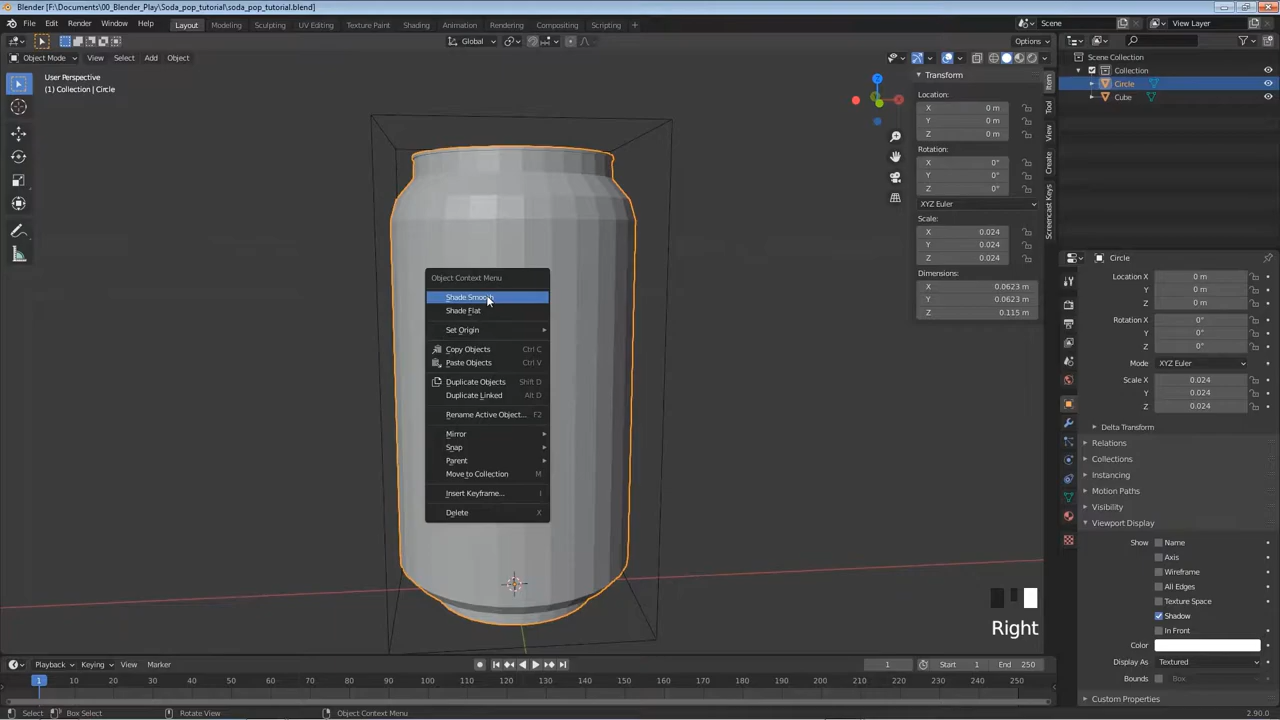 Blender [F:\Documents\00_Blender_Play\Soda_pop_tutorial\soda_pop_tutorial.blend]
File Edit Render Window Help Layout Modeling Sculpting UV Editing Texture Paint Shading Animation Rendering Compositing Scripting Scene View Layer
Global Options
Object Mode View Select Add Object
User Perspective
(1) Collection | Circle
Transform
Location:
X 0 m
Y 0 m
Z 0 m
Rotation:
X 0°
Y 0°
Z 0°
XYZ Euler
Scale:
X 0.024
Y 0.024
Z 0.024
Dimensions:
X 0.0623 m
Y 0.0623 m
Z 0.115 m
Item
Tool
View
Create
Screencast Keys
Scene Collection
Collection
Circle
Cube
Circle
Location X 0 m
Y 0 m
Z 0 m
Rotation X 0°
Y 0°
Z 0°
Mode XYZ Euler
Scale X 0.024
Y 0.024
Z 0.024
Delta Transform
Relations
Collections
Instancing
Motion Paths
Visibility
Viewport Display
Show Name
Axis
Wireframe
All Edges
Texture Space
Shadow
In Front
Color
Display As Textured
Bounds Box
Custom Properties
Object Context Menu
Shade Smooth
Shade Flat
Set Origin
Copy Objects Ctrl C
Paste Objects Ctrl V
Duplicate Objects Shift D
Duplicate Linked Alt D
Rename Active Object... F2
Mirror
Snap
Parent
Move to Collection M
Insert Keyframe... I
Delete X
Right
Playback Keying View Marker 1 Start 1 End 250
1 10 20 30 40 50 60 70 80 90 100 110 120 130 140 150 160 170 180 190 200 210 220 230 240 250
Select Box Select Rotate View Object Context Menu 2.90.0